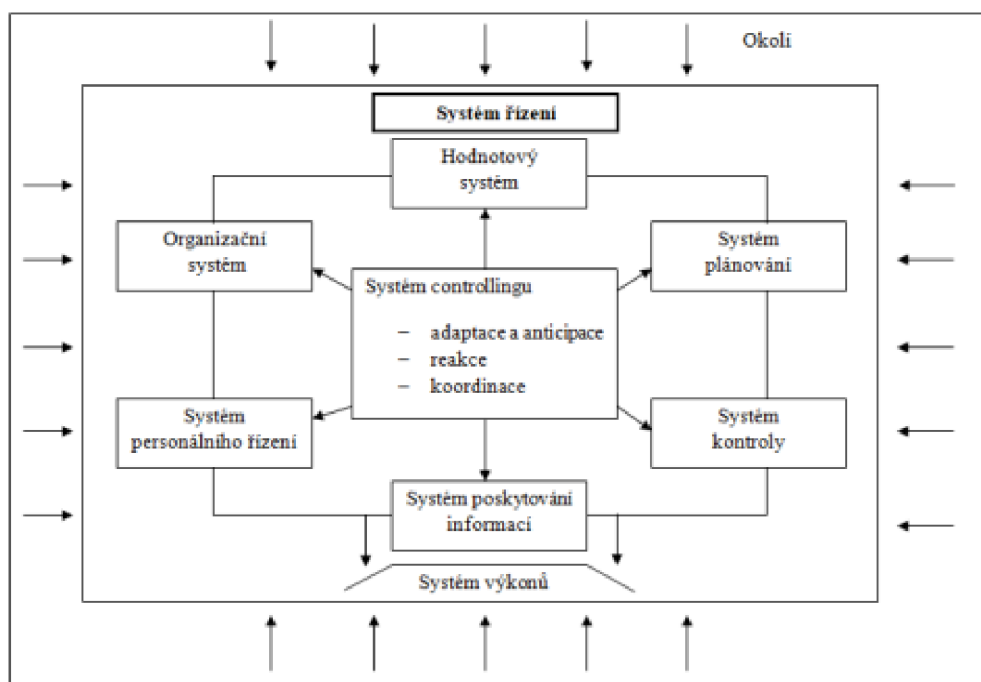 Okolí
Systém řízení
Hodnotový
systém
Organizační
systém
Systém
plánování
Systém controllingu
– adaptace a anticipace
– reakce
– koordinace
Systém
personálního řízení
Systém
kontroly
Systém poskytování
informací
Systém výkonů